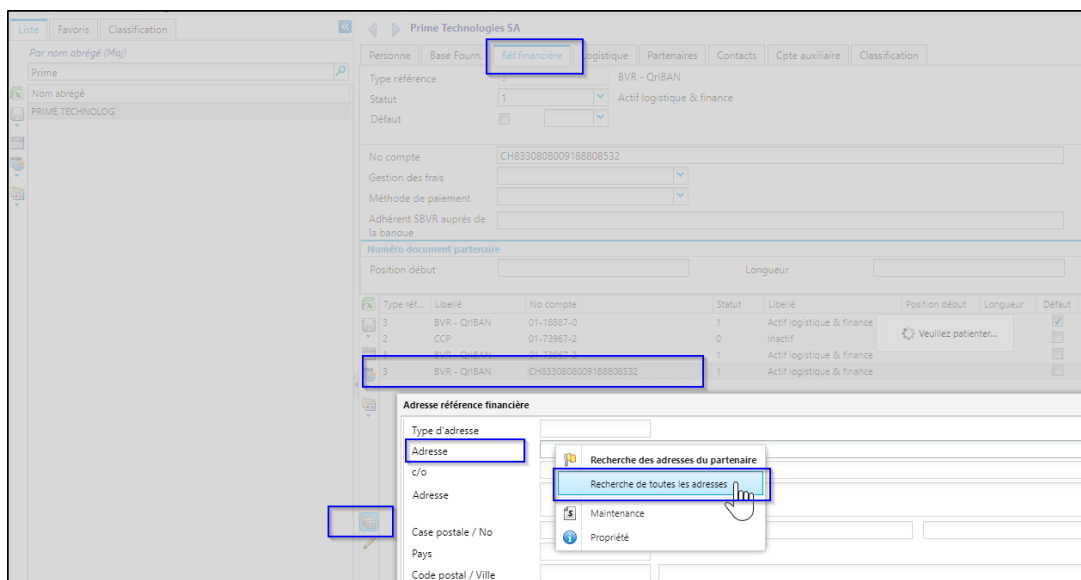 Liste Favoris Classification
Prime Technologies SA
Par nom abrégé (Maj)
Prime
Nom abrégé
PRIME TECHNOLOG
Personne Base Fourn. Réf.financière Logistique Partenaires Contacts Cpte auxiliaire Classification
Type référence 3 BVR - QrIBAN
Statut 1 Actif logistique & finance
Défaut
No compte CH8330808009188808532
Gestion des frais
Méthode de paiement
Adhérent SBVR auprès de
la banque
Numéro document partenaire
Position début Longueur
Type réf... Libellé No compte Statut Libellé Position début Longueur Défaut
3 BVR - QrIBAN 01-18887-0 1 Actif logistique & finance
2 CCP 01-73967-2 0 Inactif
Veuillez patienter...
3 BVR - QrIBAN 01-73967-2 1 Actif logistique & finance
3 BVR - QrIBAN CH8330808009188808532 1 Actif logistique & finance
Adresse référence financière
Type d'adresse
Adresse
c/o
Adresse
Case postale / No
Pays
Code postal / Ville
Recherche des adresses du partenaire
Recherche de toutes les adresses
Maintenance
Propriété